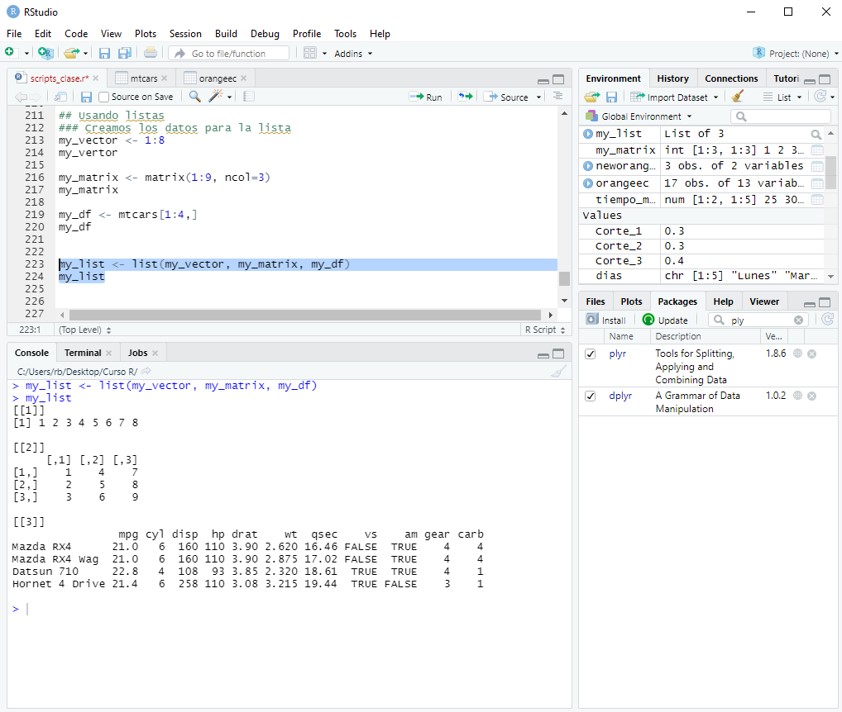 RStudio
File Edit Code View Plots Session Build Debug Profile Tools Help
Go to file/function Addins Project: (None)
scripts_clase.r* mtcars orangeec
Source on Save Run Source
211 ## Usando listas
212 ### Creamos los datos para la lista
213 my_vector <- 1:8
214 my_vertor
215
216 my_matrix <- matrix(1:9, ncol=3)
217 my_matrix
218
219 my_df <- mtcars[1:4,]
220 my_df
221
222
223 my_list <- list(my_vector, my_matrix, my_df)
224 my_list
225
226
227
223:1 (Top Level) R Script
Console Terminal Jobs
C:/Users/rb/Desktop/Curso R/
> my_list <- list(my_vector, my_matrix, my_df)
> my_list
[[1]]
[1] 1 2 3 4 5 6 7 8
[[2]]
[,1] [,2] [,3]
[1,] 1 4 7
[2,] 2 5 8
[3,] 3 6 9
[[3]]
mpg cyl disp hp drat wt qsec vs am gear carb
Mazda RX4 21.0 6 160 110 3.90 2.620 16.46 FALSE TRUE 4 4
Mazda RX4 Wag 21.0 6 160 110 3.90 2.875 17.02 FALSE TRUE 4 4
Datsun 710 22.8 4 108 93 3.85 2.320 18.61 TRUE TRUE 4 1
Hornet 4 Drive 21.4 6 258 110 3.08 3.215 19.44 TRUE FALSE 3 1
>
Environment History Connections Tutori
Import Dataset List
Global Environment
my_list List of 3
my_matrix int [1:3, 1:3] 1 2 3...
neworang... 3 obs. of 2 variables
orangeec 17 obs. of 13 variab...
tiempo_m... num [1:2, 1:5] 25 30...
Values
Corte_1 0.3
Corte_2 0.3
Corte_3 0.4
dias chr [1:5] "Lunes" "Mar...
Files Plots Packages Help Viewer
Install Update ply
Name Description Ve...
plyr Tools for Splitting, 1.8.6
Applying and
Combining Data
dplyr A Grammar of Data 1.0.2
Manipulation